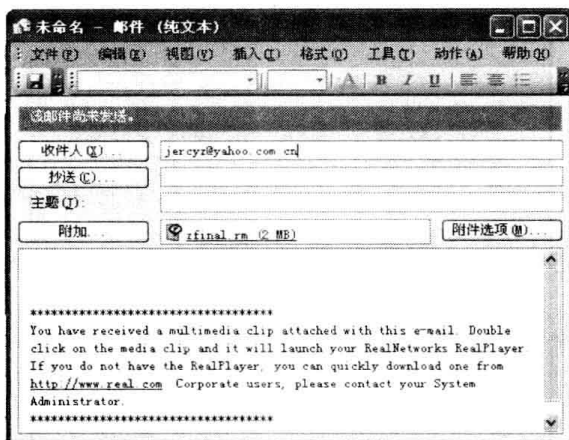 未命名 - 邮件 (纯文本)
文件(F) 编辑(E) 视图(V) 插入(I) 格式(O) 工具(T) 动作(A) 帮助(H)
A B I U
该邮件尚未发送。
收件人(T)... jercyz@yahoo.com cn
抄送(C)...
主题(J):
附加... zfinal.rm (2 MB) 附件选项(M)...
***********************************
You have received a multimedia clip attached with this e-mail. Double
click on the media clip and it will launch your RealNetworks RealPlayer
If you do not have the RealPlayer, you can quickly download one from
http://www.real.com Corporate users, please contact your System
Administrator.
***********************************